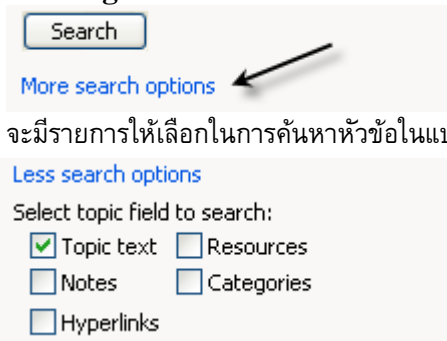 Search
More search options
จะมีรายการให้เลือกในการค้นหาหัวข้อในแบ
Less search options
Select topic field to search:
Topic text Resources
Notes Categories
Hyperlinks